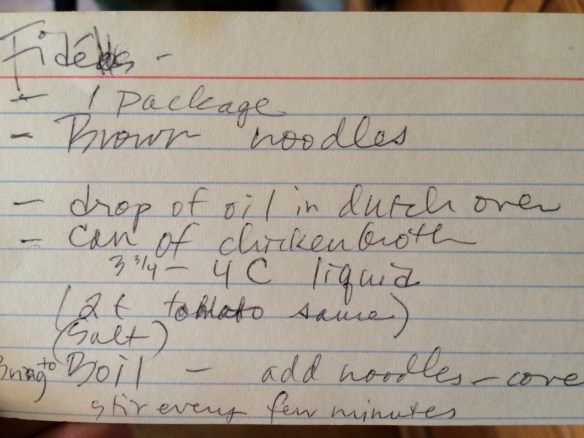 Fideos -
- 1 package
- Brown noodles
- drop of oil in dutch oven
- can of chicken broth
3 3/4 - 4 C liquid
(2 t tomato sauce)
(Salt)
Bring to Boil - add noodles - cove
stir every few minutes